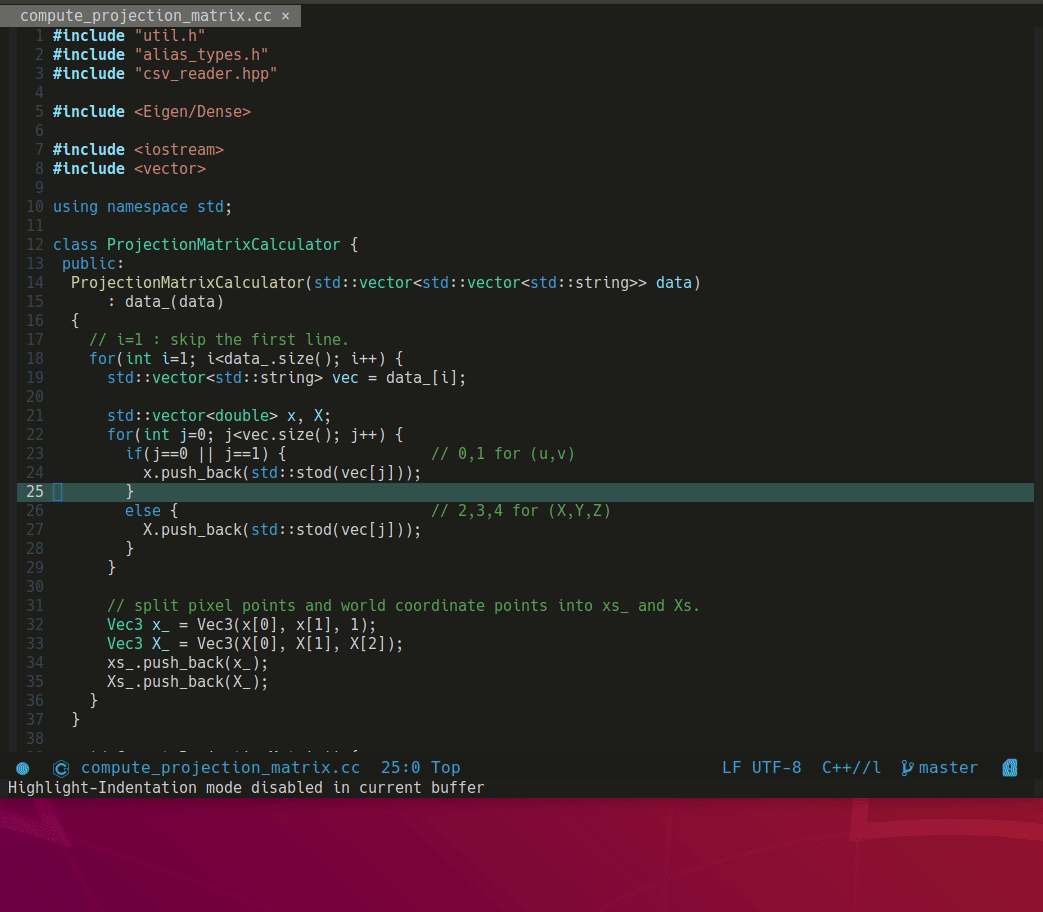 compute_projection_matrix.cc ×
1 #include "util.h"
2 #include "alias_types.h"
3 #include "csv_reader.hpp"
4
5 #include <Eigen/Dense>
6
7 #include <iostream>
8 #include <vector>
9
10 using namespace std;
11
12 class ProjectionMatrixCalculator {
13  public:
14   ProjectionMatrixCalculator(std::vector<std::vector<std::string>> data)
15       : data_(data)
16   {
17     // i=1 : skip the first line.
18     for(int i=1; i<data_.size(); i++) {
19       std::vector<std::string> vec = data_[i];
20
21       std::vector<double> x, X;
22       for(int j=0; j<vec.size(); j++) {
23         if(j==0 || j==1) {                // 0,1 for (u,v)
24           x.push_back(std::stod(vec[j]));
25         }
26         else {                            // 2,3,4 for (X,Y,Z)
27           X.push_back(std::stod(vec[j]));
28         }
29       }
30
31       // split pixel points and world coordinate points into xs_ and Xs.
32       Vec3 x_ = Vec3(x[0], x[1], 1);
33       Vec3 X_ = Vec3(X[0], X[1], X[2]);
34       xs_.push_back(x_);
35       Xs_.push_back(X_);
36     }
37   }
38
compute_projection_matrix.cc 25:0 Top LF UTF-8 C++//l master
Highlight-Indentation mode disabled in current buffer